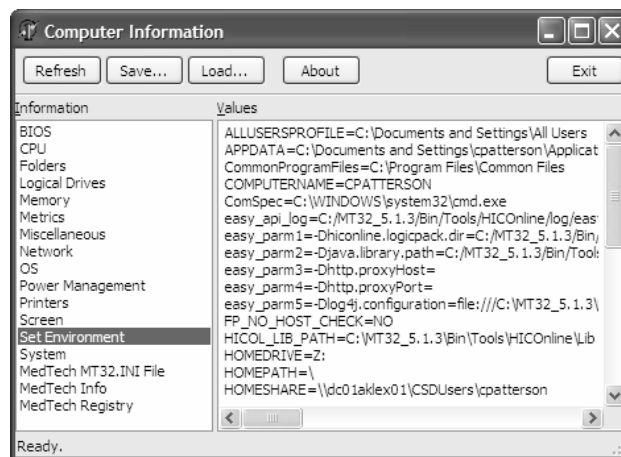 Computer Information
Refresh Save... Load... About Exit
Information Values
BIOS
CPU
Folders
Logical Drives
Memory
Metrics
Miscellaneous
Network
OS
Power Management
Printers
Screen
Set Environment
System
MedTech MT32.INI File
MedTech Info
MedTech Registry
ALLUSERSPROFILE=C:\Documents and Settings\All Users
APPDATA=C:\Documents and Settings\cpatterson\Applicat
CommonProgramFiles=C:\Program Files\Common Files
COMPUTERNAME=CPATTERSON
ComSpec=C:\WINDOWS\system32\cmd.exe
easy_api_log=C:/MT32_5.1.3/Bin/Tools/HICOnline/log/eas
easy_parm1=-Dhiconline.logicpack.dir=C:/MT32_5.1.3/Bin/
easy_parm2=-Djava.library.path=C:/MT32_5.1.3/Bin/Tools
easy_parm3=-Dhttp.proxyHost=
easy_parm4=-Dhttp.proxyPort=
easy_parm5=-Dlog4j.configuration=file:///C:\MT32_5.1.3\
FP_NO_HOST_CHECK=NO
HICOL_LIB_PATH=C:\MT32_5.1.3\Bin\Tools\HICOnline\Lib
HOMEDRIVE=Z:
HOMEPATH=\
HOMESHARE=\\dc01aklex01\CSDUsers\cpatterson
Ready.